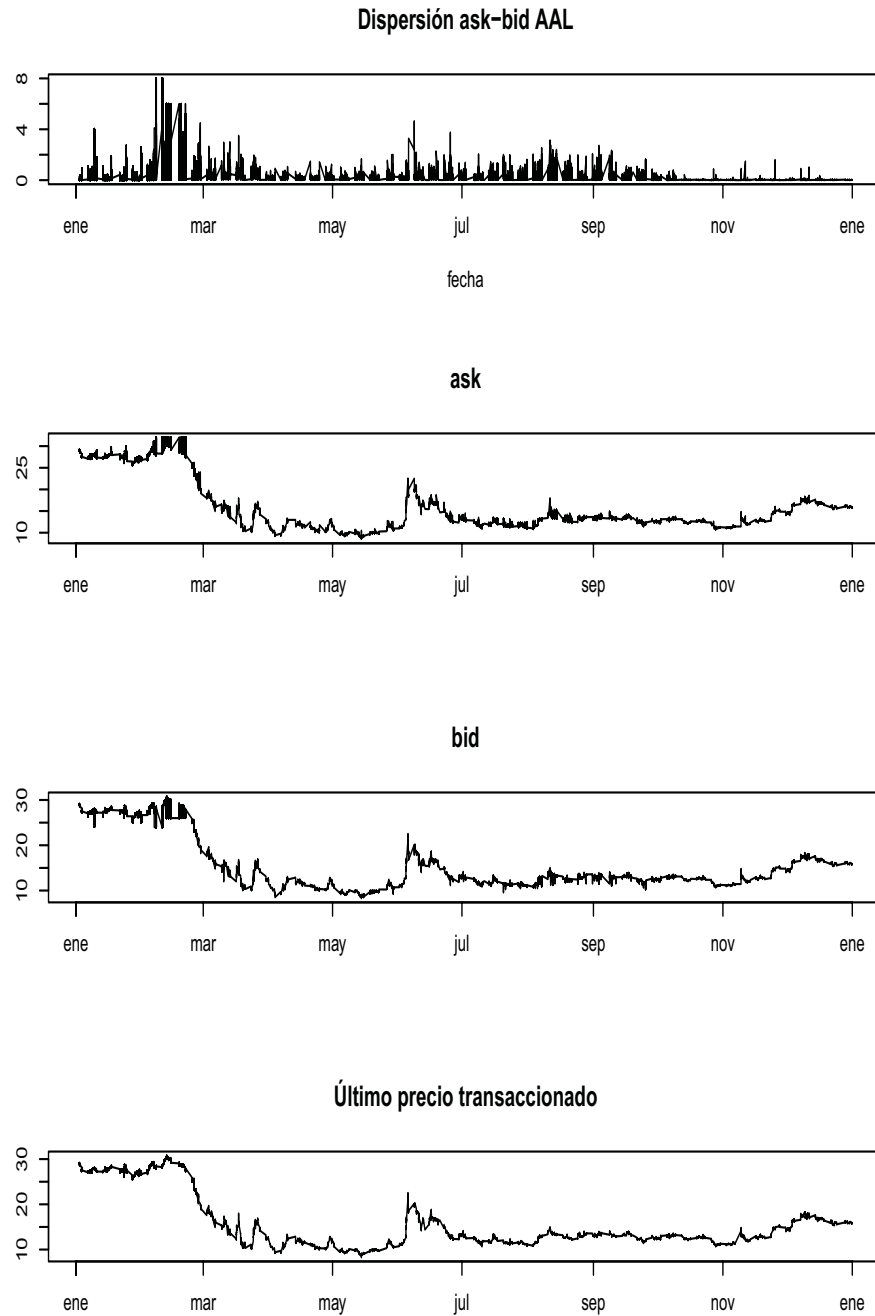 Dispersión ask−bid AAL
8
4
0
ene mar may jul sep nov ene
fecha
ask
25
10
ene mar may jul sep nov ene
bid
30
20
10
ene mar may jul sep nov ene
Último precio transaccionado
30
20
10
ene mar may jul sep nov ene